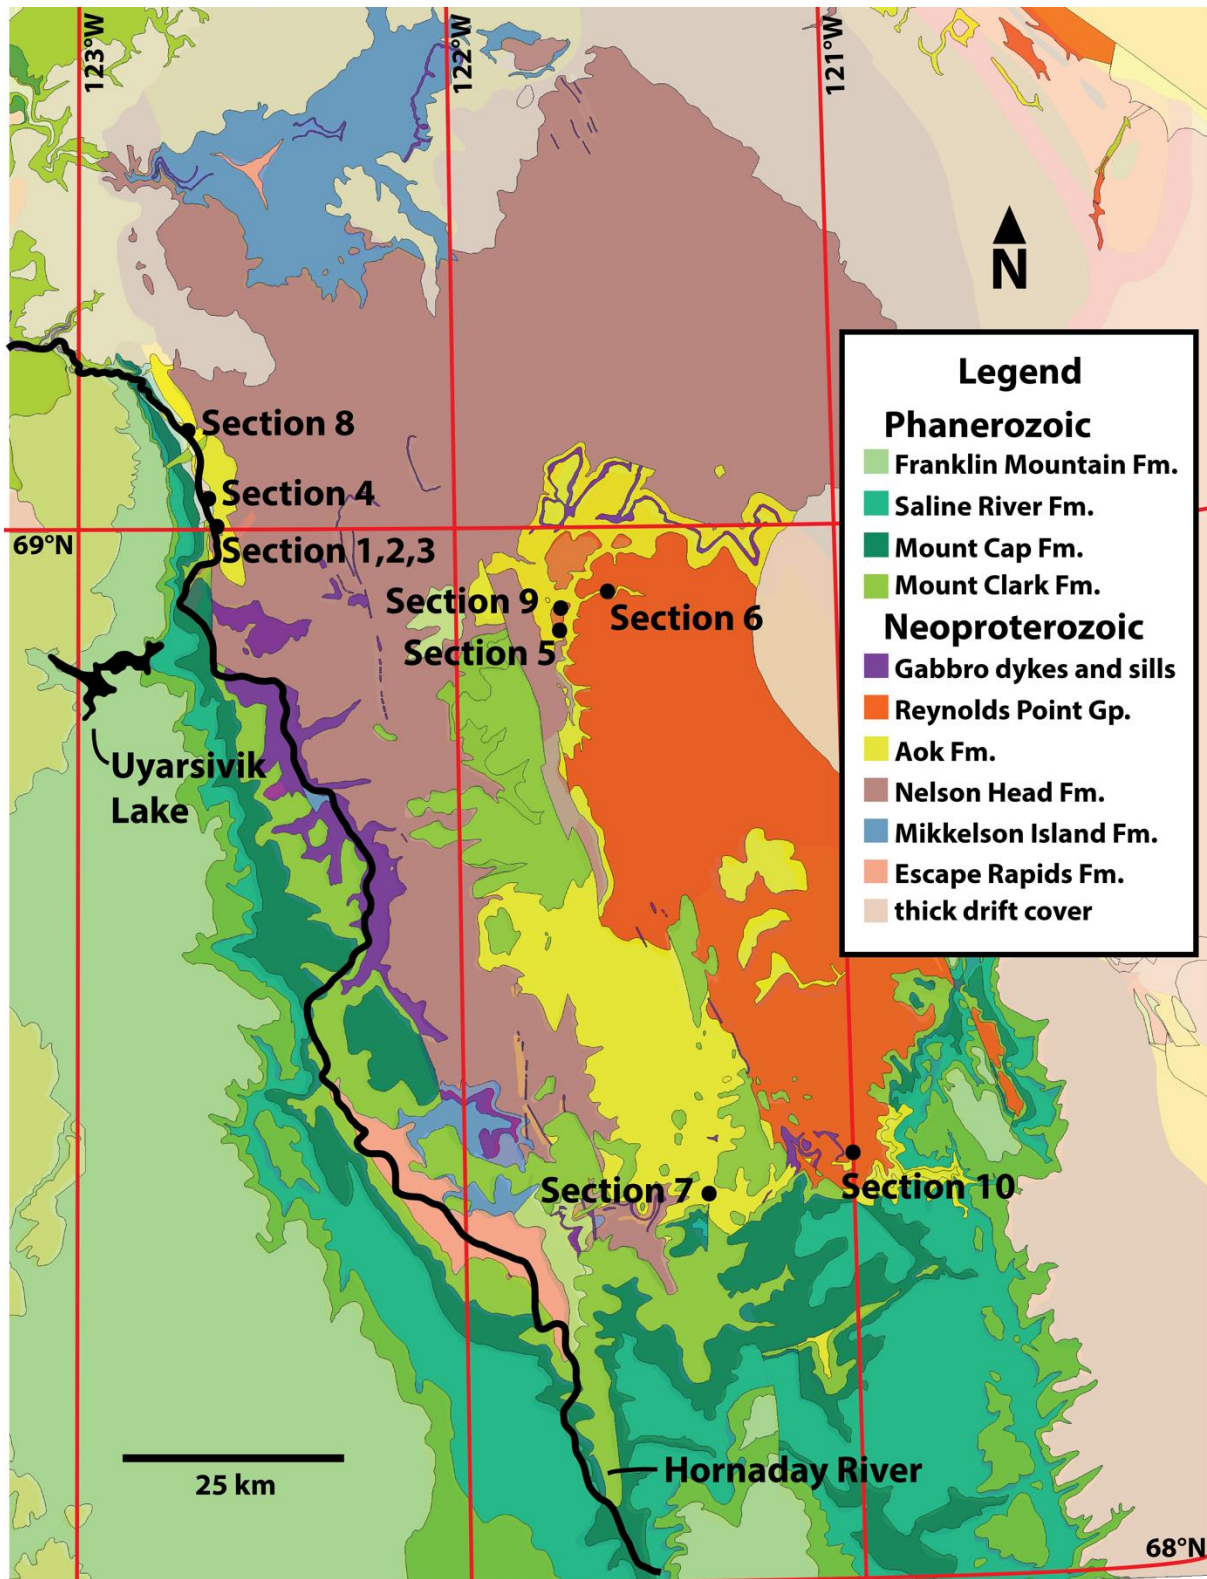 123°W
122°W
121°W
N
Section 8
Section 4
69°N
Section 1,2,3
Section 9
Section 6
Section 5
Uyarsivik
Lake
Legend
Phanerozoic
Franklin Mountain Fm.
Saline River Fm.
Mount Cap Fm.
Mount Clark Fm.
Neoproterozoic
Gabbro dykes and sills
Reynolds Point Gp.
Aok Fm.
Nelson Head Fm.
Mikkelson Island Fm.
Escape Rapids Fm.
thick drift cover
Section 7
Section 10
Hornaday River
25 km
68°N